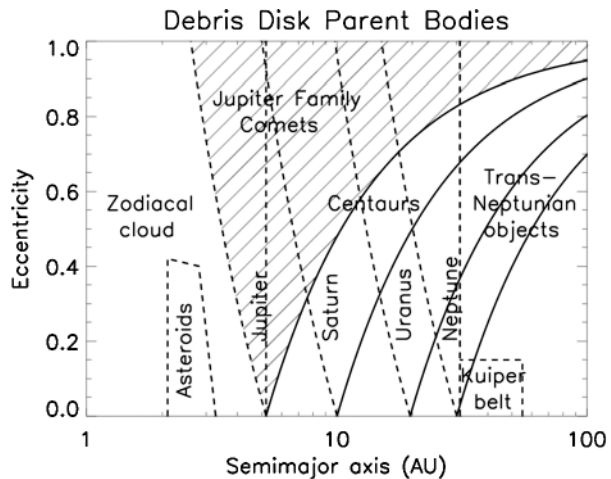 Debris Disk Parent Bodies
1.0
0.8
0.6
0.4
0.2
0.0
Eccentricity
Jupiter Family
Comets
Zodiacal
cloud
Centaurs
Trans-
Neptunian
objects
Asteroids
Jupiter
Saturn
Uranus
Neptune
Kuiper
belt
1
10
100
Semimajor axis (AU)